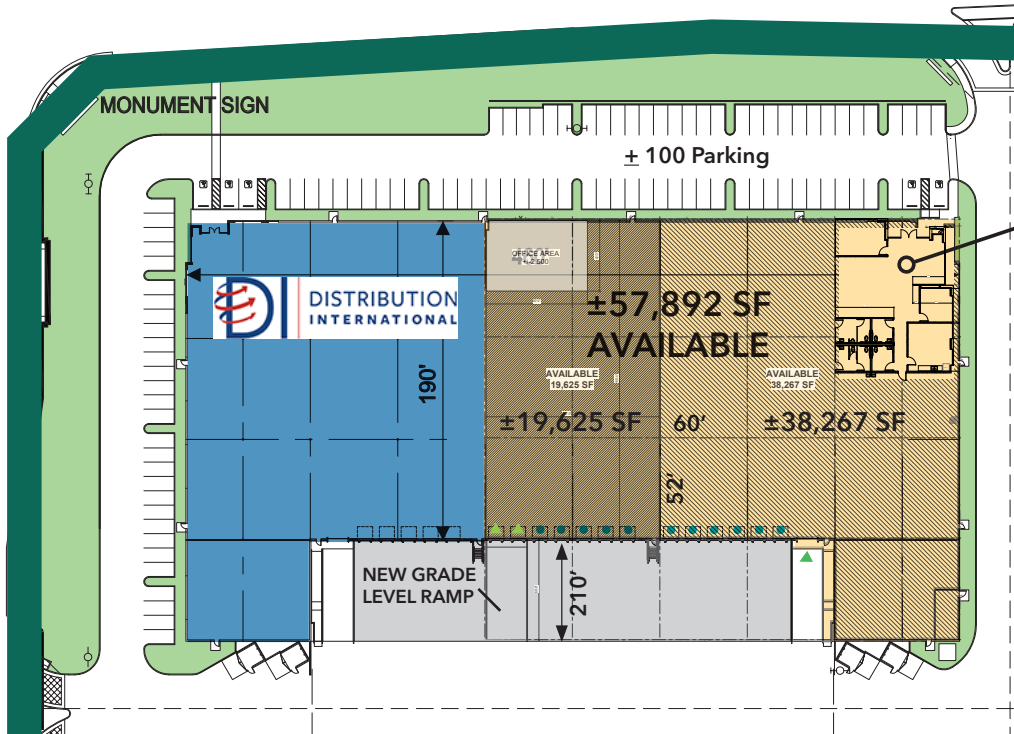 MONUMENT SIGN
± 100 Parking
OFFICE AREA
DISTRIBUTION
INTERNATIONAL
DI
±57,892 SF
AVAILABLE
190'
AVAILABLE
19,625 SF
AVAILABLE
38,267 SF
±19,625 SF
60'
±38,267 SF
52'
NEW GRADE
LEVEL RAMP
210'